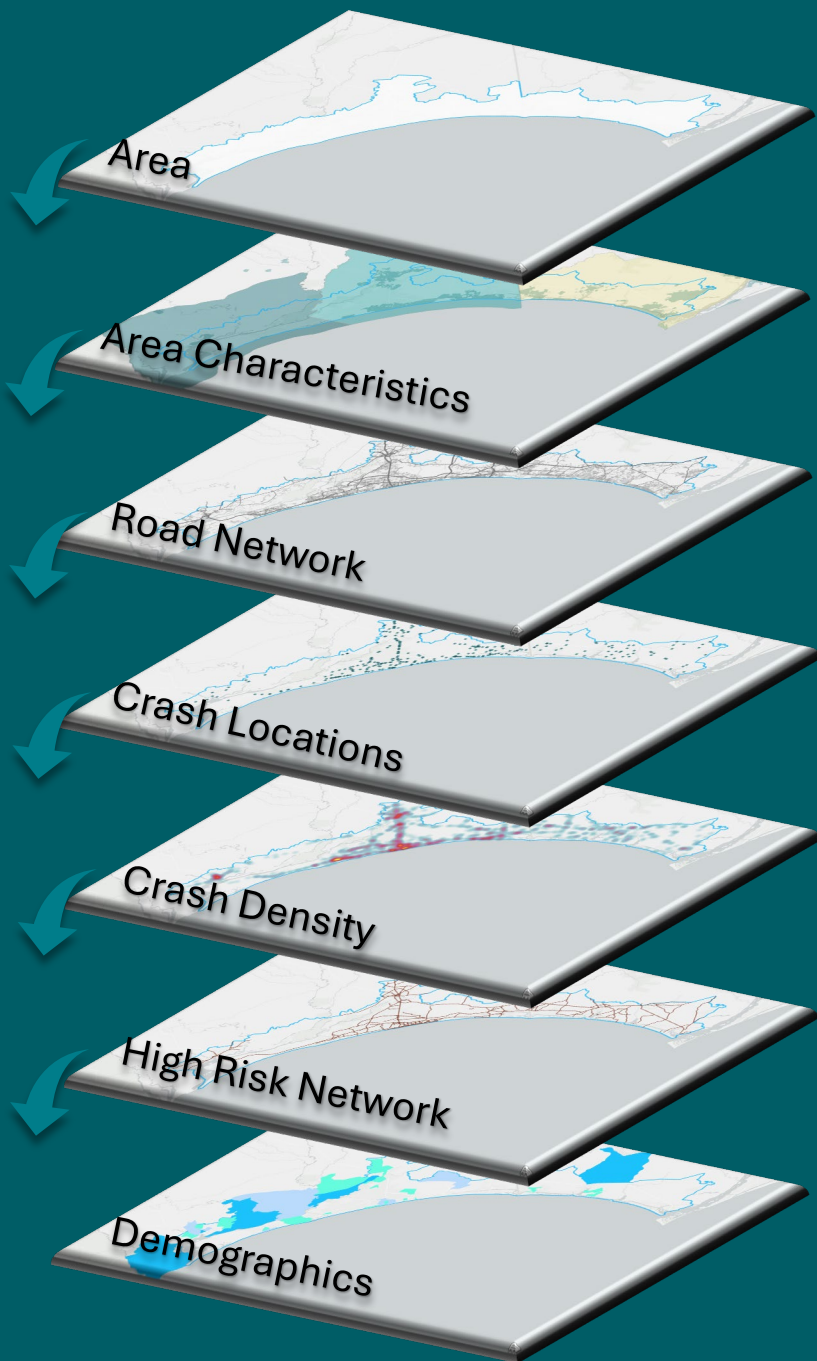 Area
Area Characteristics
Road Network
Crash Locations
Crash Density
High Risk Network
Demographics